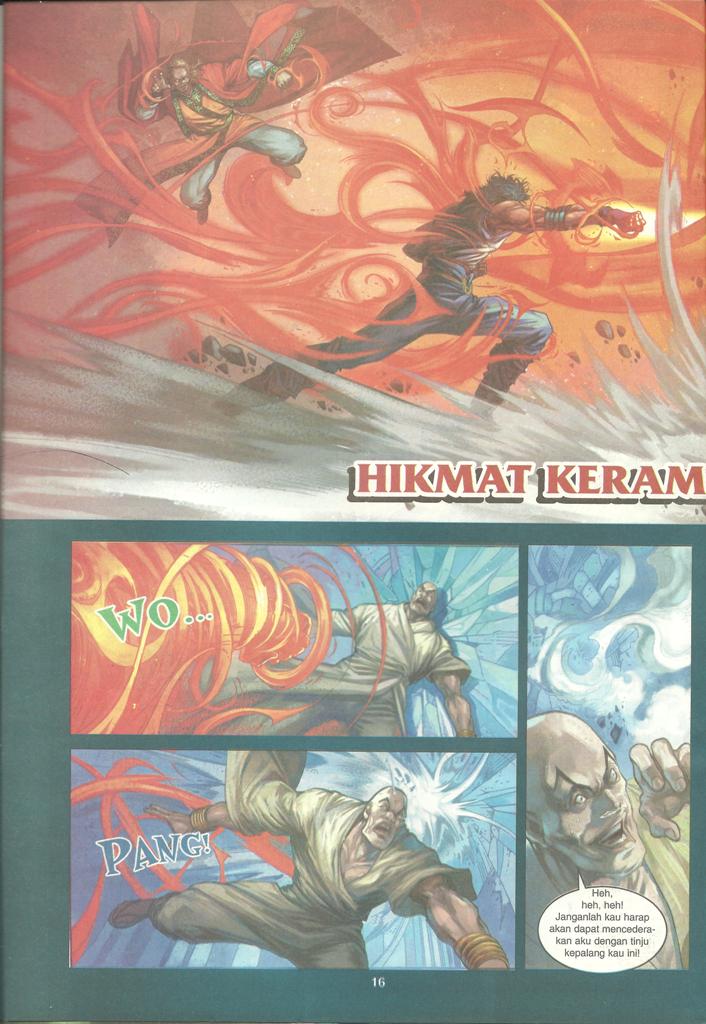 HIKMAT KERAM
WO...
PANG!
Heh,
heh, heh!
Janganlah kau harap
akan dapat mencedera-
kan aku dengan tinju
kepalang kau ini!
16